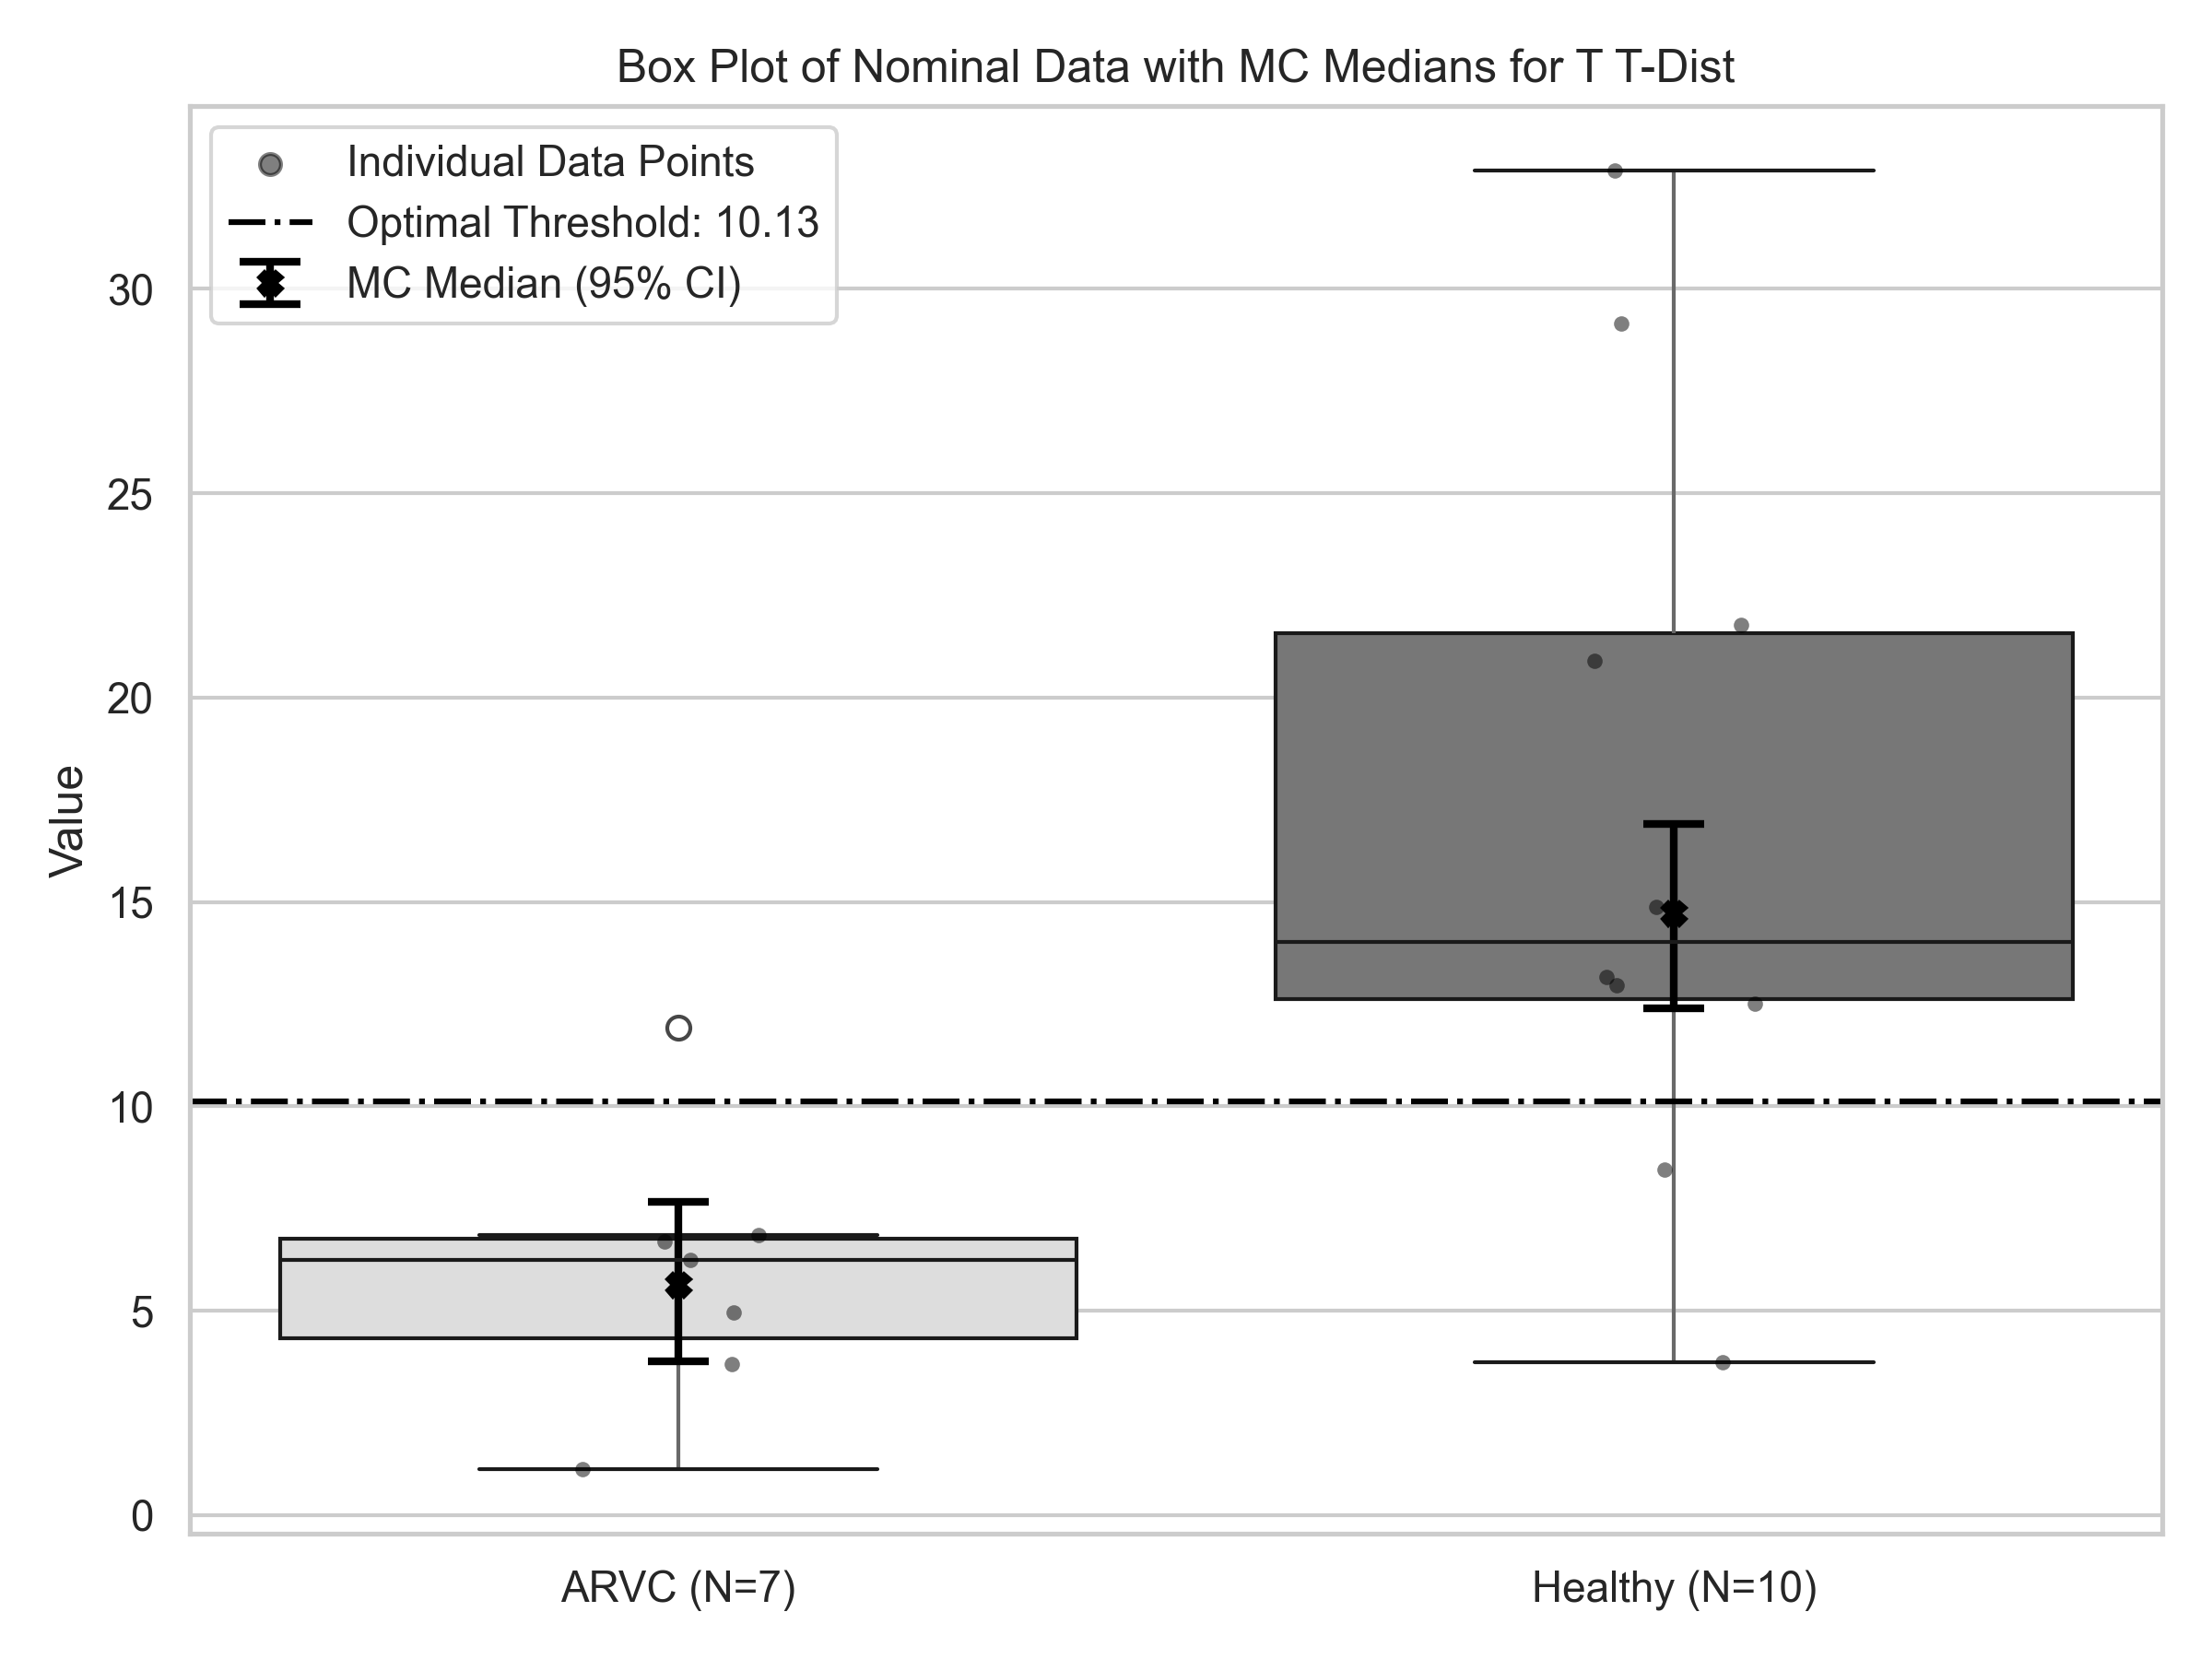 Box Plot of Nominal Data with MC Medians for T T-Dist
Individual Data Points
Optimal Threshold: 10.13
MC Median (95% CI)
30
25
20
15
10
5
0
Value
ARVC (N=7)
Healthy (N=10)